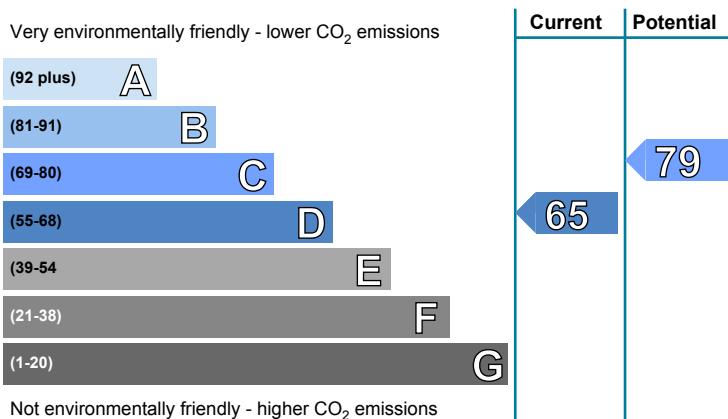 Current Potential
Very environmentally friendly - lower CO2 emissions
(92 plus) A
(81-91) B
(69-80) C
79
(55-68) D
65
(39-54 E
(21-38) F
(1-20) G
Not environmentally friendly - higher CO2 emissions